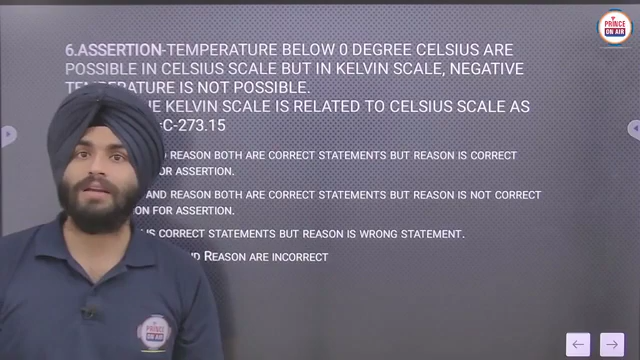 6.ASSERTION-TEMPERATURE BELOW 0 DEGREE CELSIUS ARE
POSSIBLE IN CELSIUS SCALE BUT IN KELVIN SCALE, NEGATIVE
TEMPERATURE IS NOT POSSIBLE.
KELVIN SCALE IS RELATED TO CELSIUS SCALE AS
=C-273.15
REASON BOTH ARE CORRECT STATEMENTS BUT REASON IS CORRECT
FOR ASSERTION.
AND REASON BOTH ARE CORRECT STATEMENTS BUT REASON IS NOT CORRECT
FOR ASSERTION.
IS CORRECT STATEMENTS BUT REASON IS WRONG STATEMENT.
REASON ARE INCORRECT
PRINCE
ON AIR
PRINCE
ON AIR